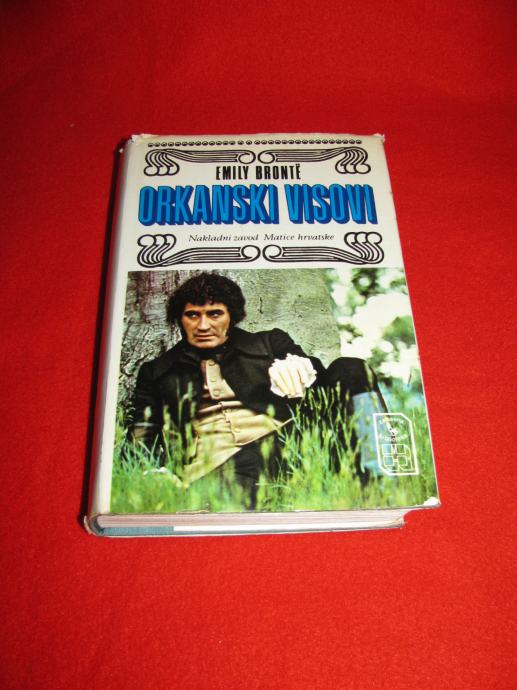 EMILY BRONTË
ORKANSKI VISOVI
Nakladni zavod Matice hrvatske